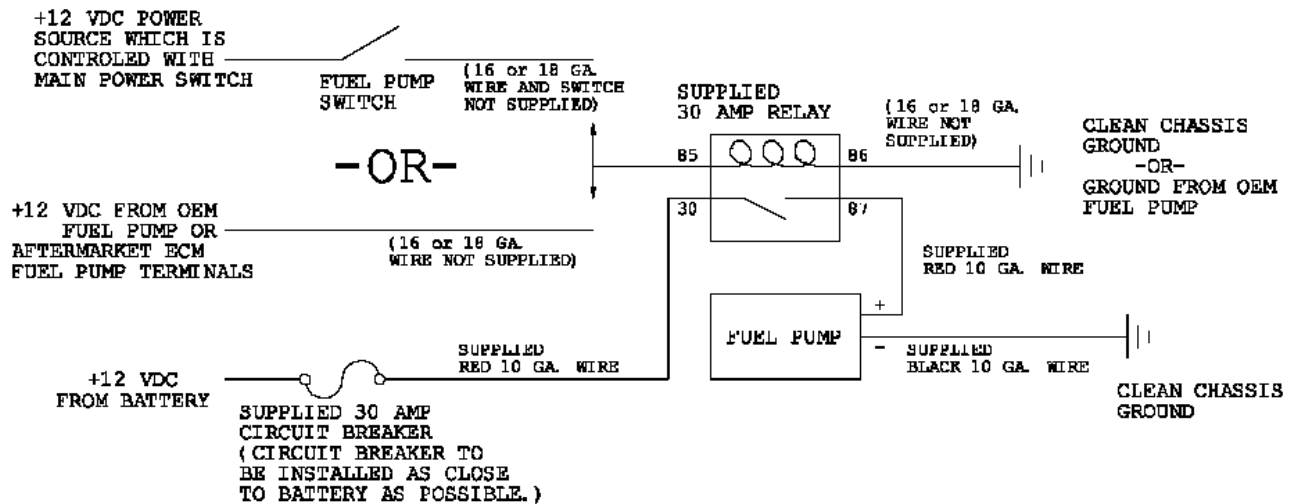 +12 VDC POWER
SOURCE WHICH IS
CONTROLED WITH
MAIN POWER SWITCH
FUEL PUMP
SWITCH
(16 or 18 GA.
WIRE AND SWITCH
NOT SUPPLIED)
-OR-
+12 VDC FROM OEM
FUEL PUMP OR
AFTERMARKET ECM
FUEL PUMP TERMINALS
(16 or 18 GA.
WIRE NOT SUPPLIED)
SUPPLIED
30 AMP RELAY
85
86
30
87
(16 or 18 GA.
WIRE NOT
SUPPLIED)
CLEAN CHASSIS
GROUND
-OR-
GROUND FROM OEM
FUEL PUMP
SUPPLIED
RED 10 GA. WIRE
FUEL PUMP
+
-
SUPPLIED
BLACK 10 GA. WIRE
CLEAN CHASSIS
GROUND
+12 VDC
FROM BATTERY
SUPPLIED
RED 10 GA. WIRE
SUPPLIED 30 AMP
CIRCUIT BREAKER
(CIRCUIT BREAKER TO
BE INSTALLED AS CLOSE
TO BATTERY AS POSSIBLE.)